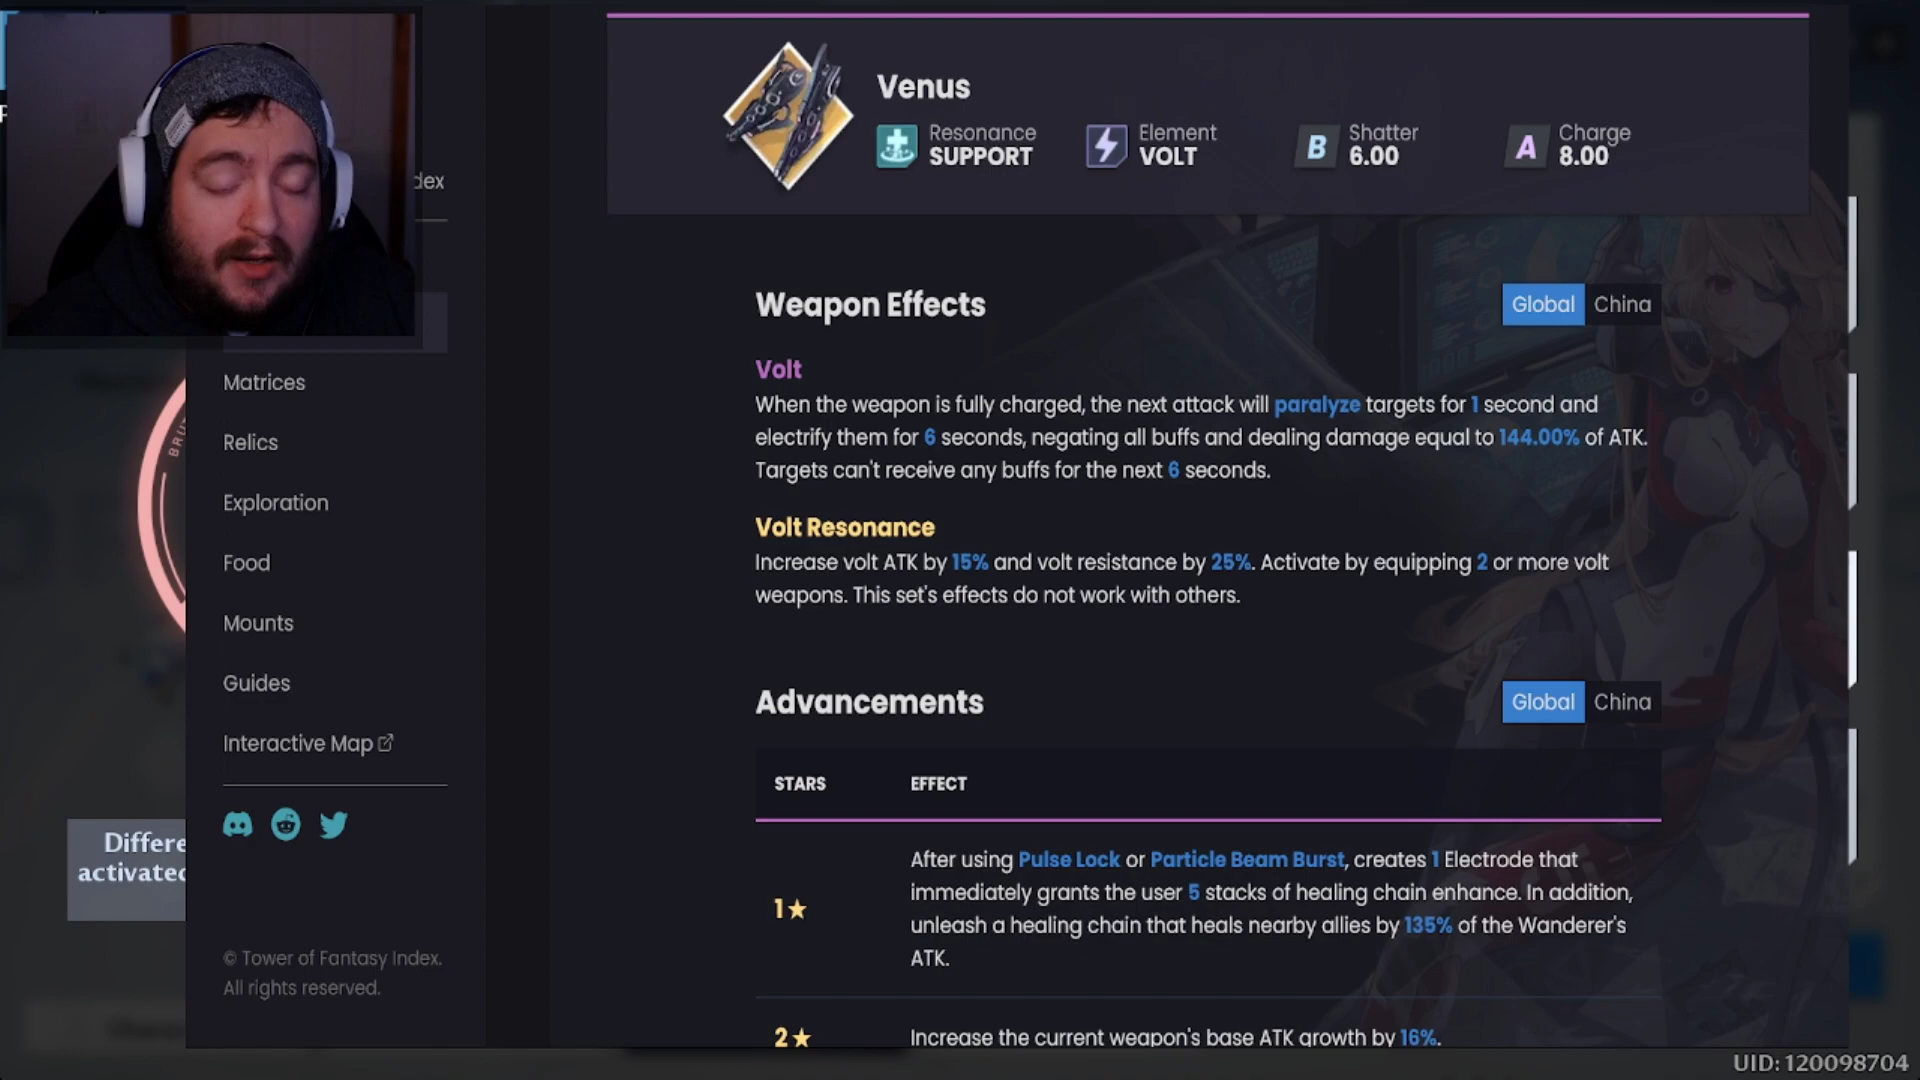 Venus
Resonance
SUPPORT
Element
VOLT
B
Shatter
6.00
A
Charge
8.00
dex
Weapon Effects
Global China
Volt
When the weapon is fully charged, the next attack will paralyze targets for 1 second and
electrify them for 6 seconds, negating all buffs and dealing damage equal to 144.00% of ATK.
Targets can't receive any buffs for the next 6 seconds.
Volt Resonance
Increase volt ATK by 15% and volt resistance by 25%. Activate by equipping 2 or more volt
weapons. This set's effects do not work with others.
Matrices
Relics
Exploration
Food
Mounts
Guides
Interactive Map
Advancements
Global China
STARS EFFECT
1★
After using Pulse Lock or Particle Beam Burst, creates 1 Electrode that
immediately grants the user 5 stacks of healing chain enhance. In addition,
unleash a healing chain that heals nearby allies by 135% of the Wanderer's
ATK.
2★ Increase the current weapon's base ATK growth by 16%.
BRU
Differe
activated
© Tower of Fantasy Index.
All rights reserved.
UID: 120098704